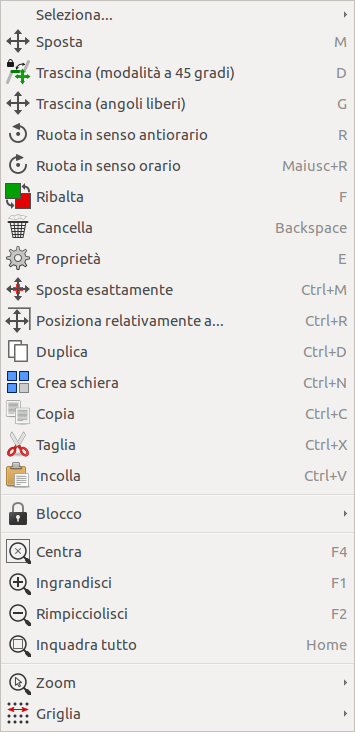 Seleziona...
Sposta M
Trascina (modalità a 45 gradi) D
Trascina (angoli liberi) G
Ruota in senso antiorario R
Ruota in senso orario Maiusc+R
Ribalta F
Cancella Backspace
Proprietà E
Sposta esattamente Ctrl+M
Posiziona relativamente a... Ctrl+R
Duplica Ctrl+D
Crea schiera Ctrl+N
Copia Ctrl+C
Taglia Ctrl+X
Incolla Ctrl+V
Blocco
Centra F4
Ingrandisci F1
Rimpicciolisci F2
Inquadra tutto Home
Zoom
Griglia